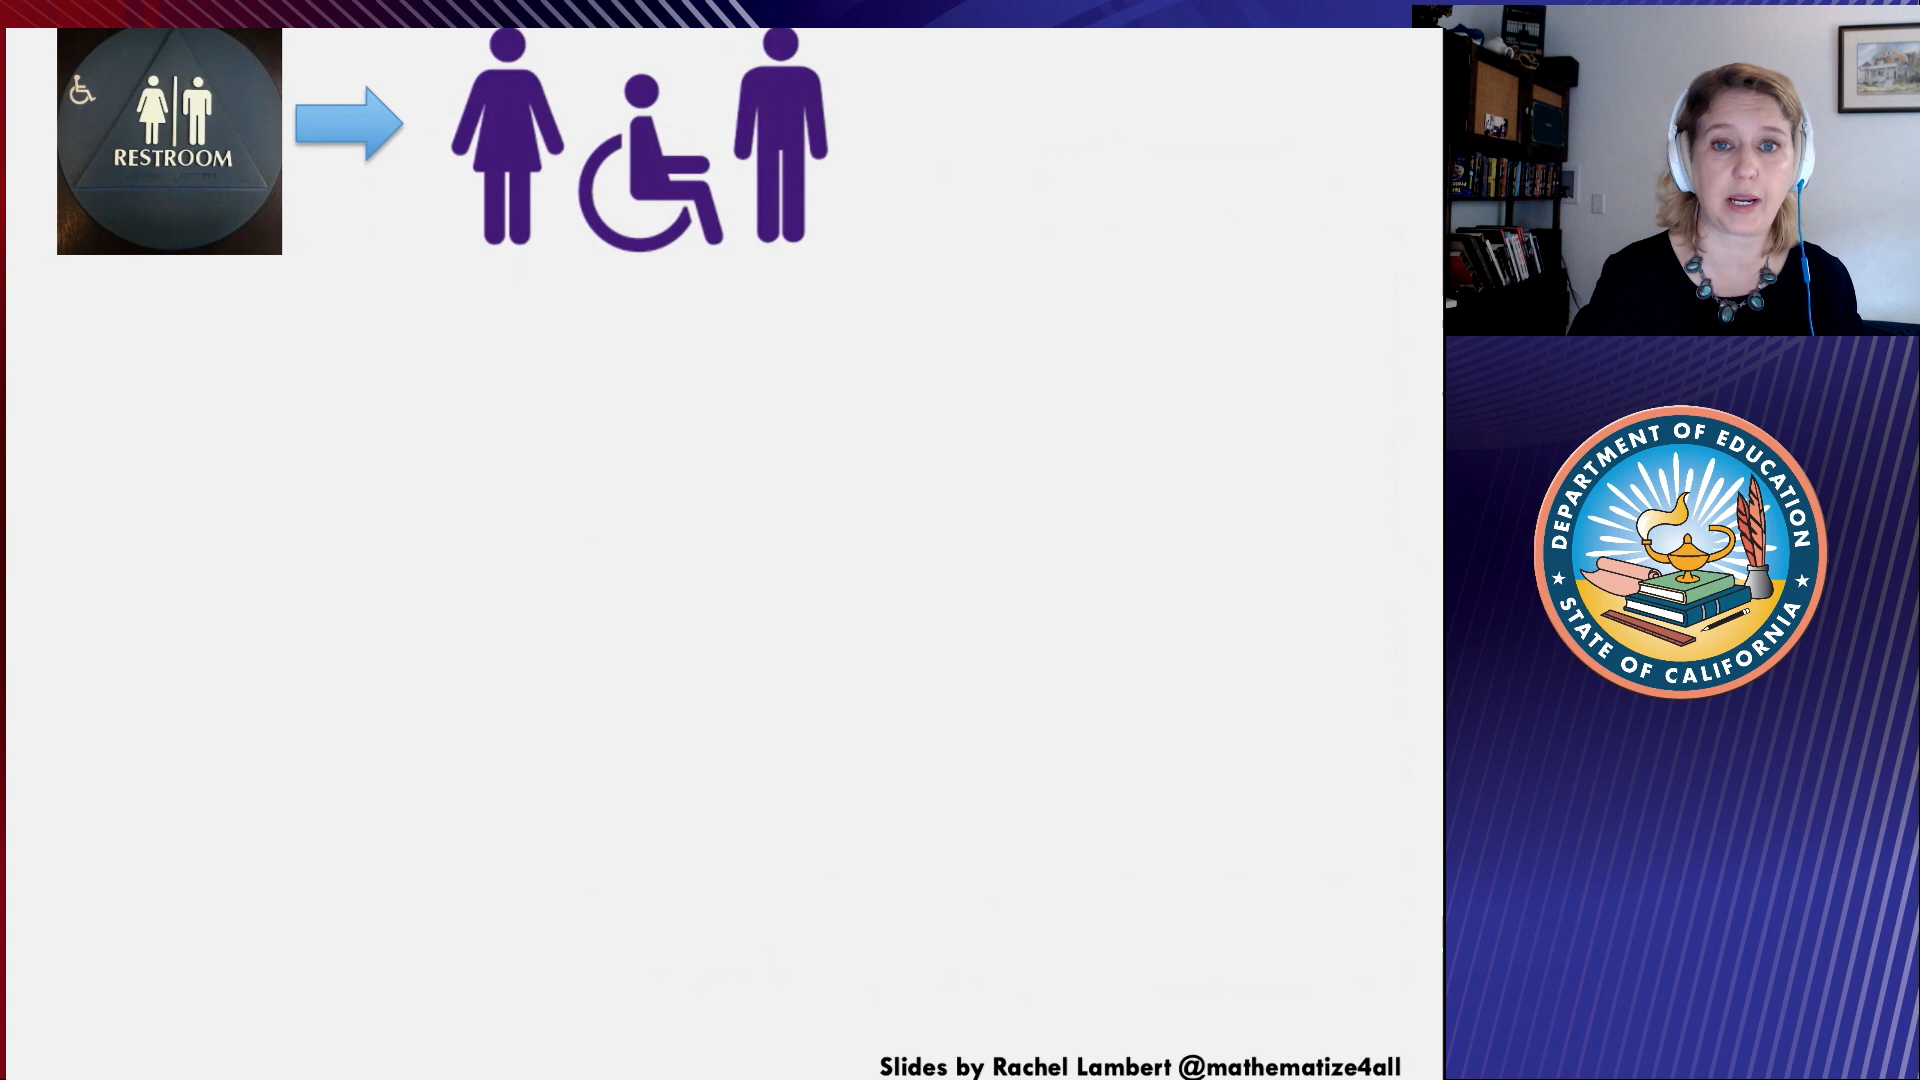 RESTROOM
DEPARTMENT OF EDUCATION
STATE OF CALIFORNIA
Slides by Rachel Lambert @mathematize4all